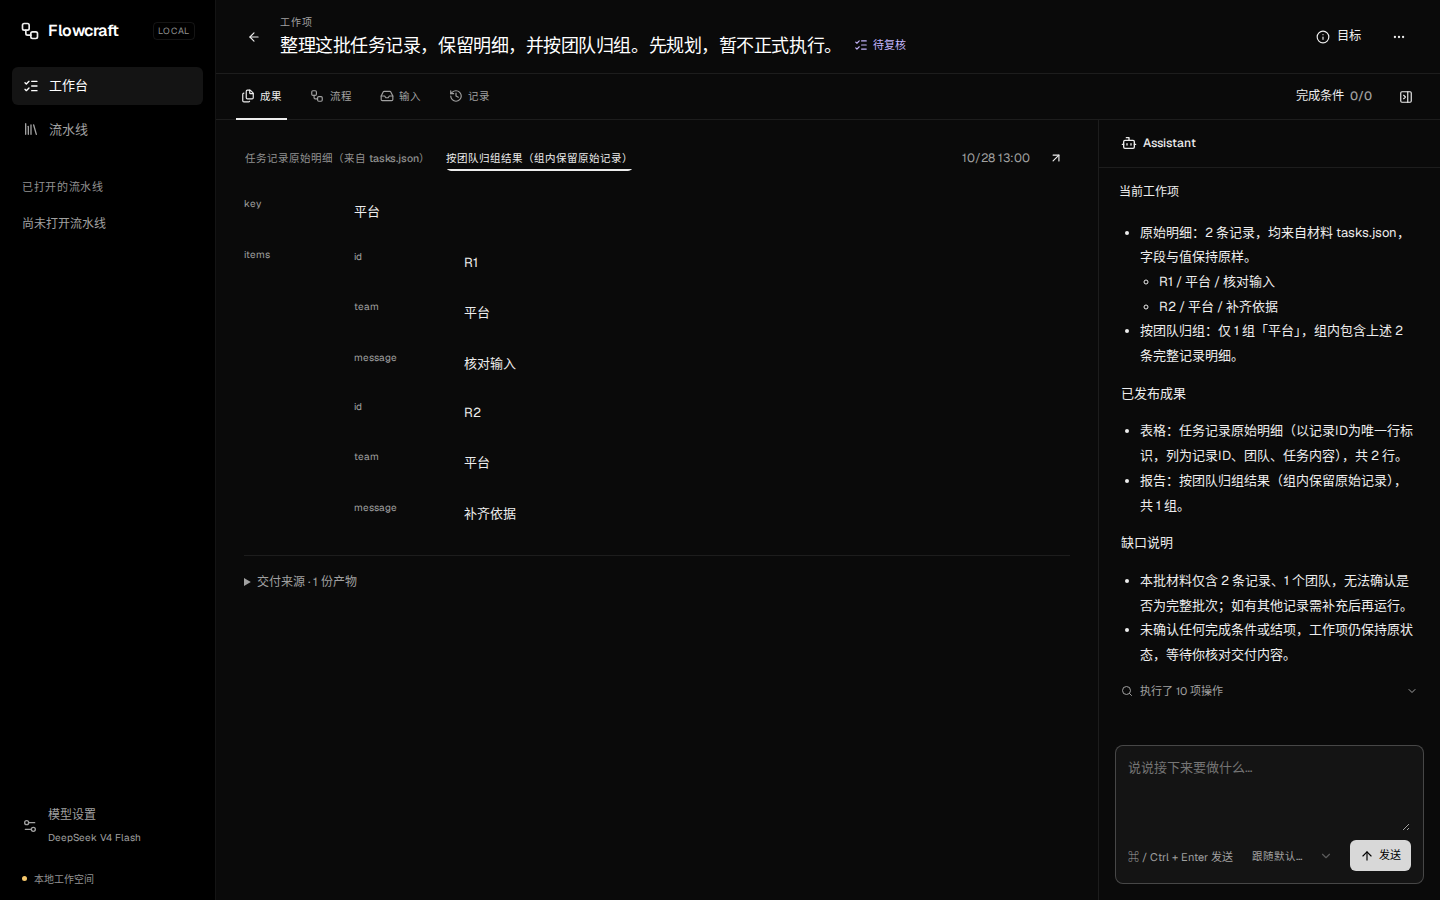 Flowcraft
LOCAL
工作台
流水线
已打开的流水线
尚未打开流水线
模型设置
DeepSeek V4 Flash
本地工作空间
工作项
整理这批任务记录，保留明细，并按团队归组。先规划，暂不正式执行。
待复核
目标
成果
流程
输入
记录
完成条件 0/0
任务记录原始明细（来自 tasks.json）
按团队归组结果（组内保留原始记录）
10/28 13:00
key
平台
items
id
R1
team
平台
message
核对输入
id
R2
team
平台
message
补齐依据
交付来源 · 1 份产物
Assistant
当前工作项
原始明细：2 条记录，均来自材料 tasks.json，
字段与值保持原样。
R1 / 平台 / 核对输入
R2 / 平台 / 补齐依据
按团队归组：仅 1 组「平台」，组内包含上述 2
条完整记录明细。
已发布成果
表格：任务记录原始明细（以记录ID为唯一行标
识，列为记录ID、团队、任务内容），共 2 行。
报告：按团队归组结果（组内保留原始记录），
共 1 组。
缺口说明
本批材料仅含 2 条记录、1 个团队，无法确认是
否为完整批次；如有其他记录需补充后再运行。
未确认任何完成条件或结项，工作项仍保持原状
态，等待你核对交付内容。
执行了 10 项操作
说说接下来要做什么...
⌘ / Ctrl + Enter 发送
跟随默认...
发送